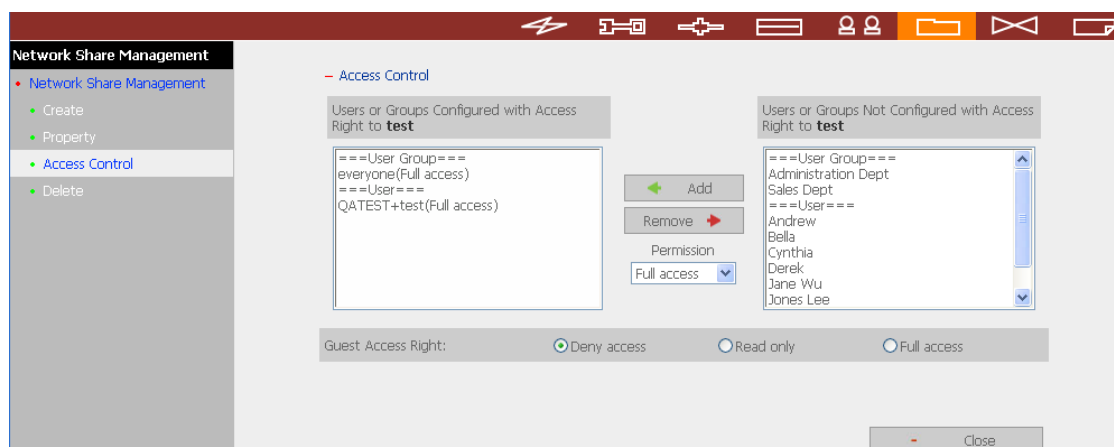 Network Share Management
Network Share Management
Create
Property
Access Control
Delete
– Access Control
Users or Groups Configured with Access
Right to test
===User Group===
everyone(Full access)
===User===
QATEST+test(Full access)
Add
Remove
Permission
Full access
Users or Groups Not Configured with Access
Right to test
===User Group===
Administration Dept
Sales Dept
===User===
Andrew
Bella
Cynthia
Derek
Jane Wu
Jones Lee
Guest Access Right:
Deny access
Read only
Full access
Close